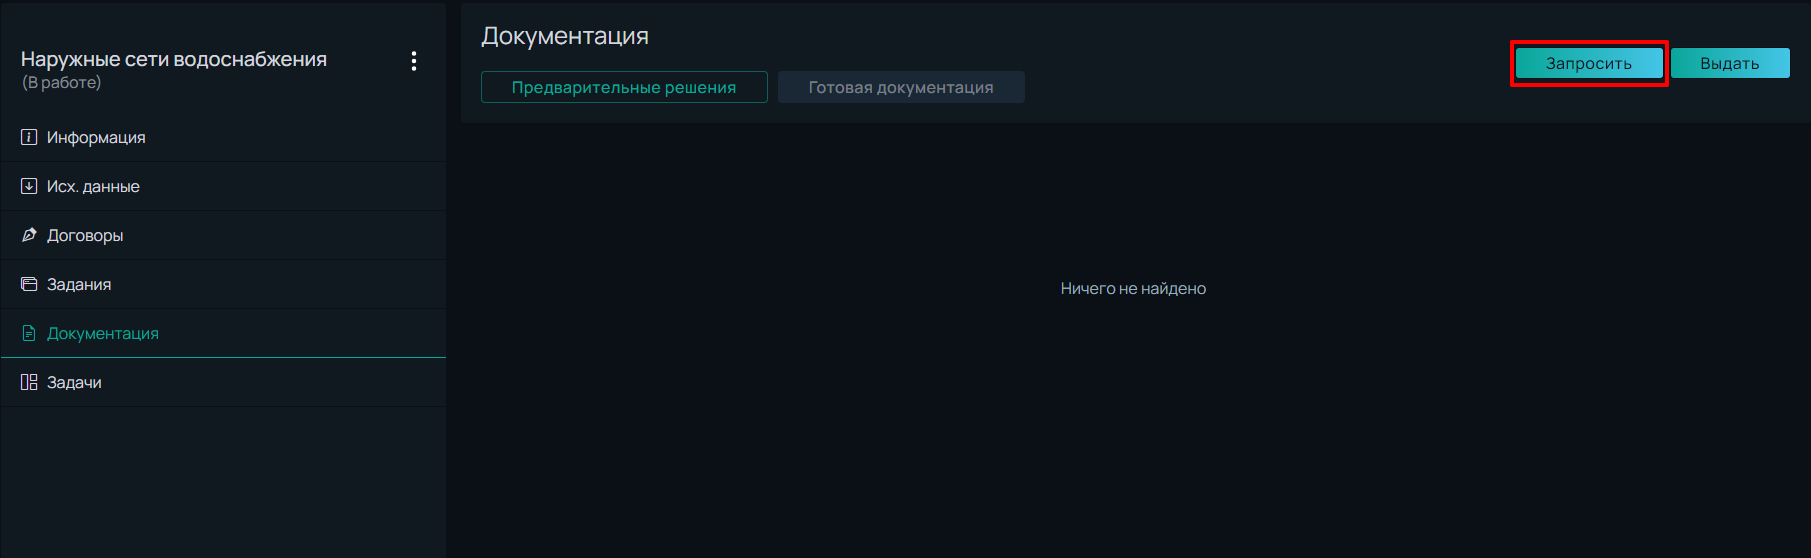 Наружные сети водоснабжения
(В работе)
Информация
Исх. данные
Договоры
Задания
Документация
Задачи
Документация
Предварительные решения
Готовая документация
Запросить
Выдать
Ничего не найдено